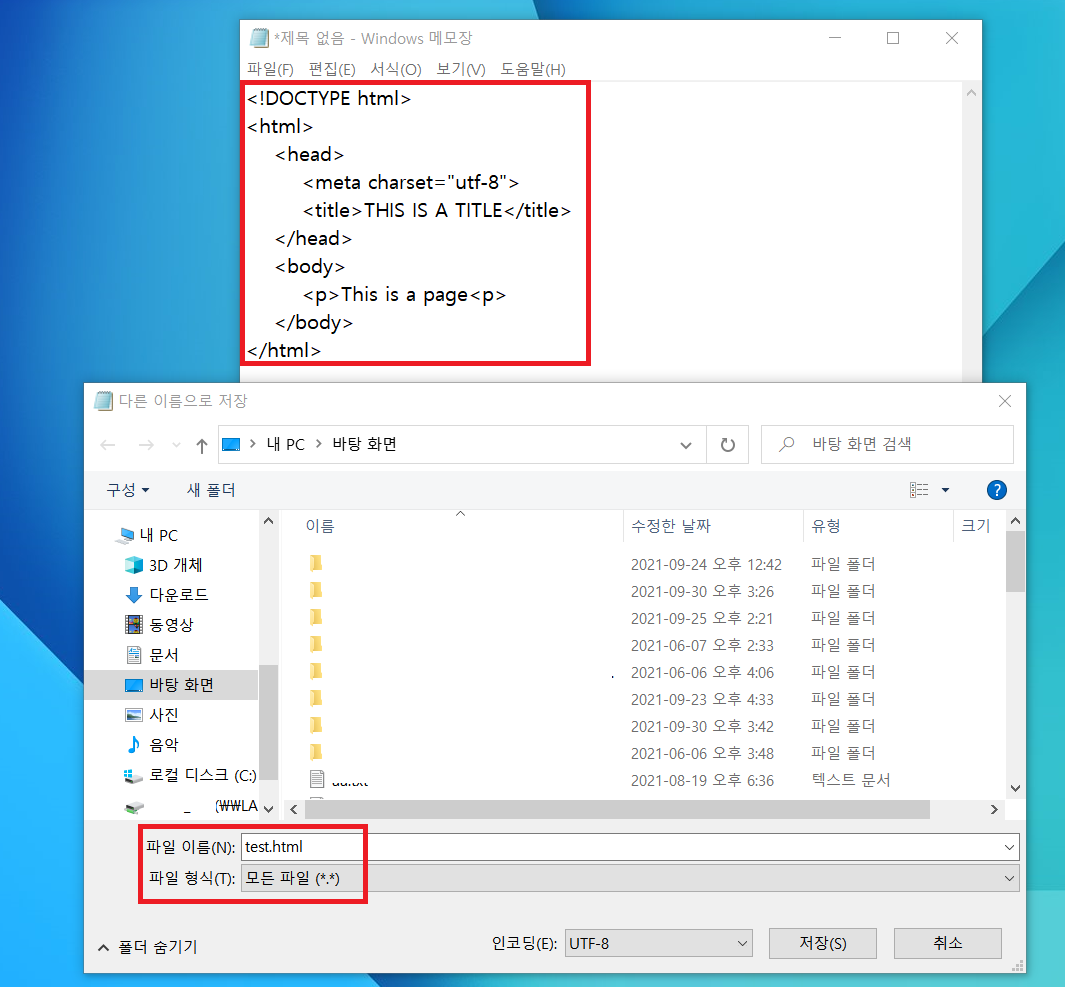 *제목 없음 - Windows 메모장
파일(F) 편집(E) 서식(O) 보기(V) 도움말(H)
<!DOCTYPE html>
<html>
<head>
<meta charset="utf-8">
<title>THIS IS A TITLE</title>
</head>
<body>
<p>This is a page<p>
</body>
</html>
다른 이름으로 저장
내 PC > 바탕 화면
바탕 화면 검색
구성 새 폴더
내 PC
3D 개체
다운로드
동영상
문서
바탕 화면
사진
음악
로컬 디스크 (C:)
_ (₩₩LA
이름 수정한 날짜 유형 크기
2021-09-24 오후 12:42 파일 폴더
2021-09-30 오후 3:26 파일 폴더
2021-09-25 오후 2:21 파일 폴더
2021-06-07 오후 2:33 파일 폴더
2021-06-06 오후 4:06 파일 폴더
2021-09-23 오후 4:33 파일 폴더
2021-09-30 오후 3:42 파일 폴더
2021-06-06 오후 3:48 파일 폴더
2021-08-19 오후 6:36 텍스트 문서
파일 이름(N): test.html
파일 형식(T): 모든 파일 (*.*)
폴더 숨기기
인코딩(E): UTF-8 저장(S) 취소